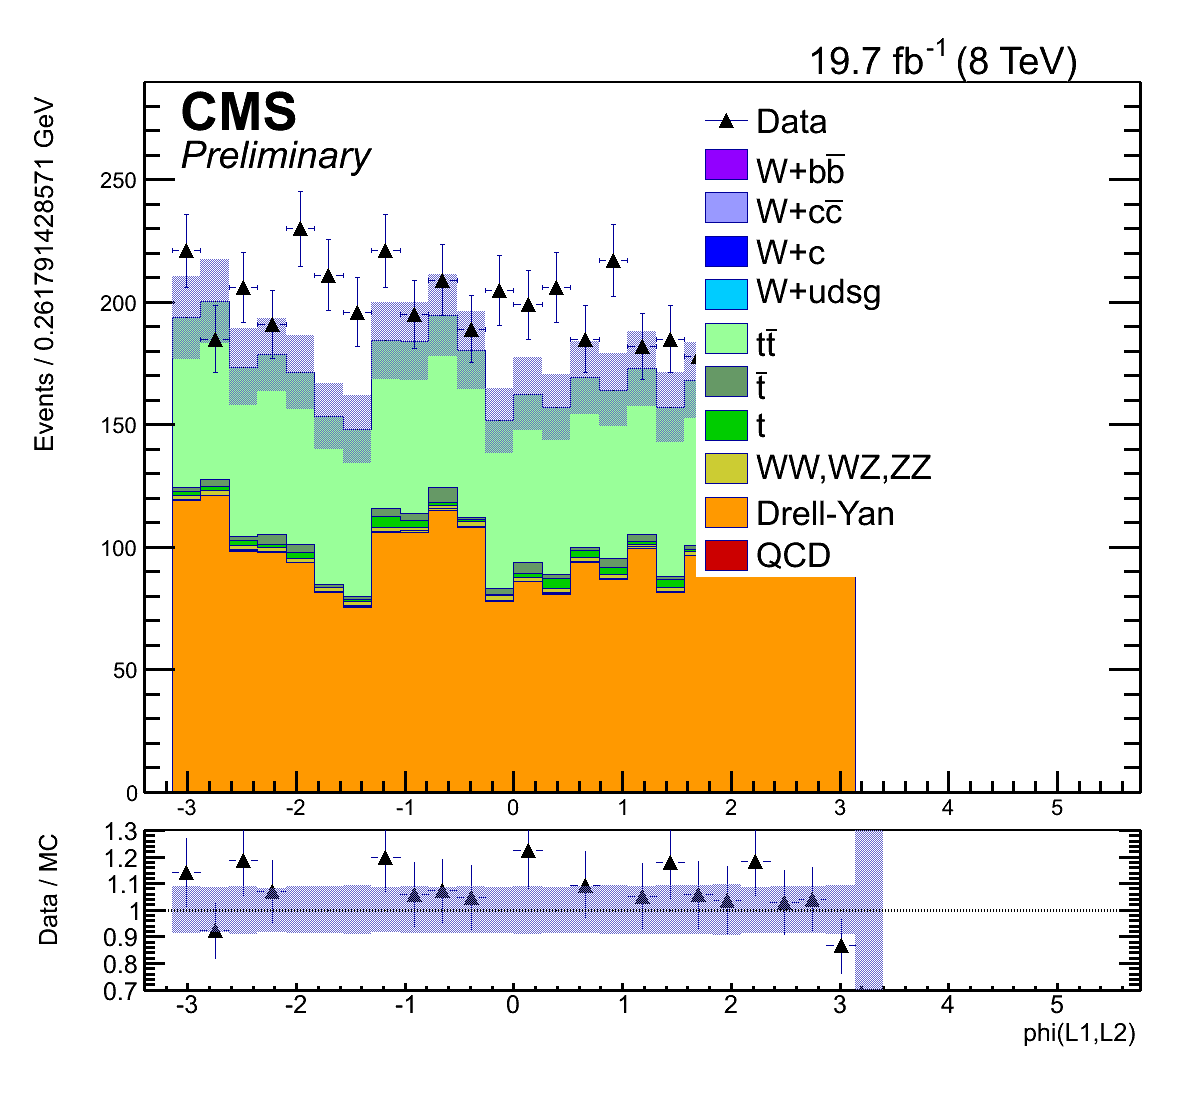 19.7 fb⁻¹ (8 TeV)
CMS
Preliminary
Events / 0.261791428571 GeV
Data
W+bb̅
W+cc̅
W+c
W+udsg
tt̅
t̅
t
WW,WZ,ZZ
Drell-Yan
QCD
250
200
150
100
50
0
-3 -2 -1 0 1 2 3 4 5
Data / MC
1.3
1.2
1.1
1
0.9
0.8
0.7
-3 -2 -1 0 1 2 3 4 5
phi(L1,L2)